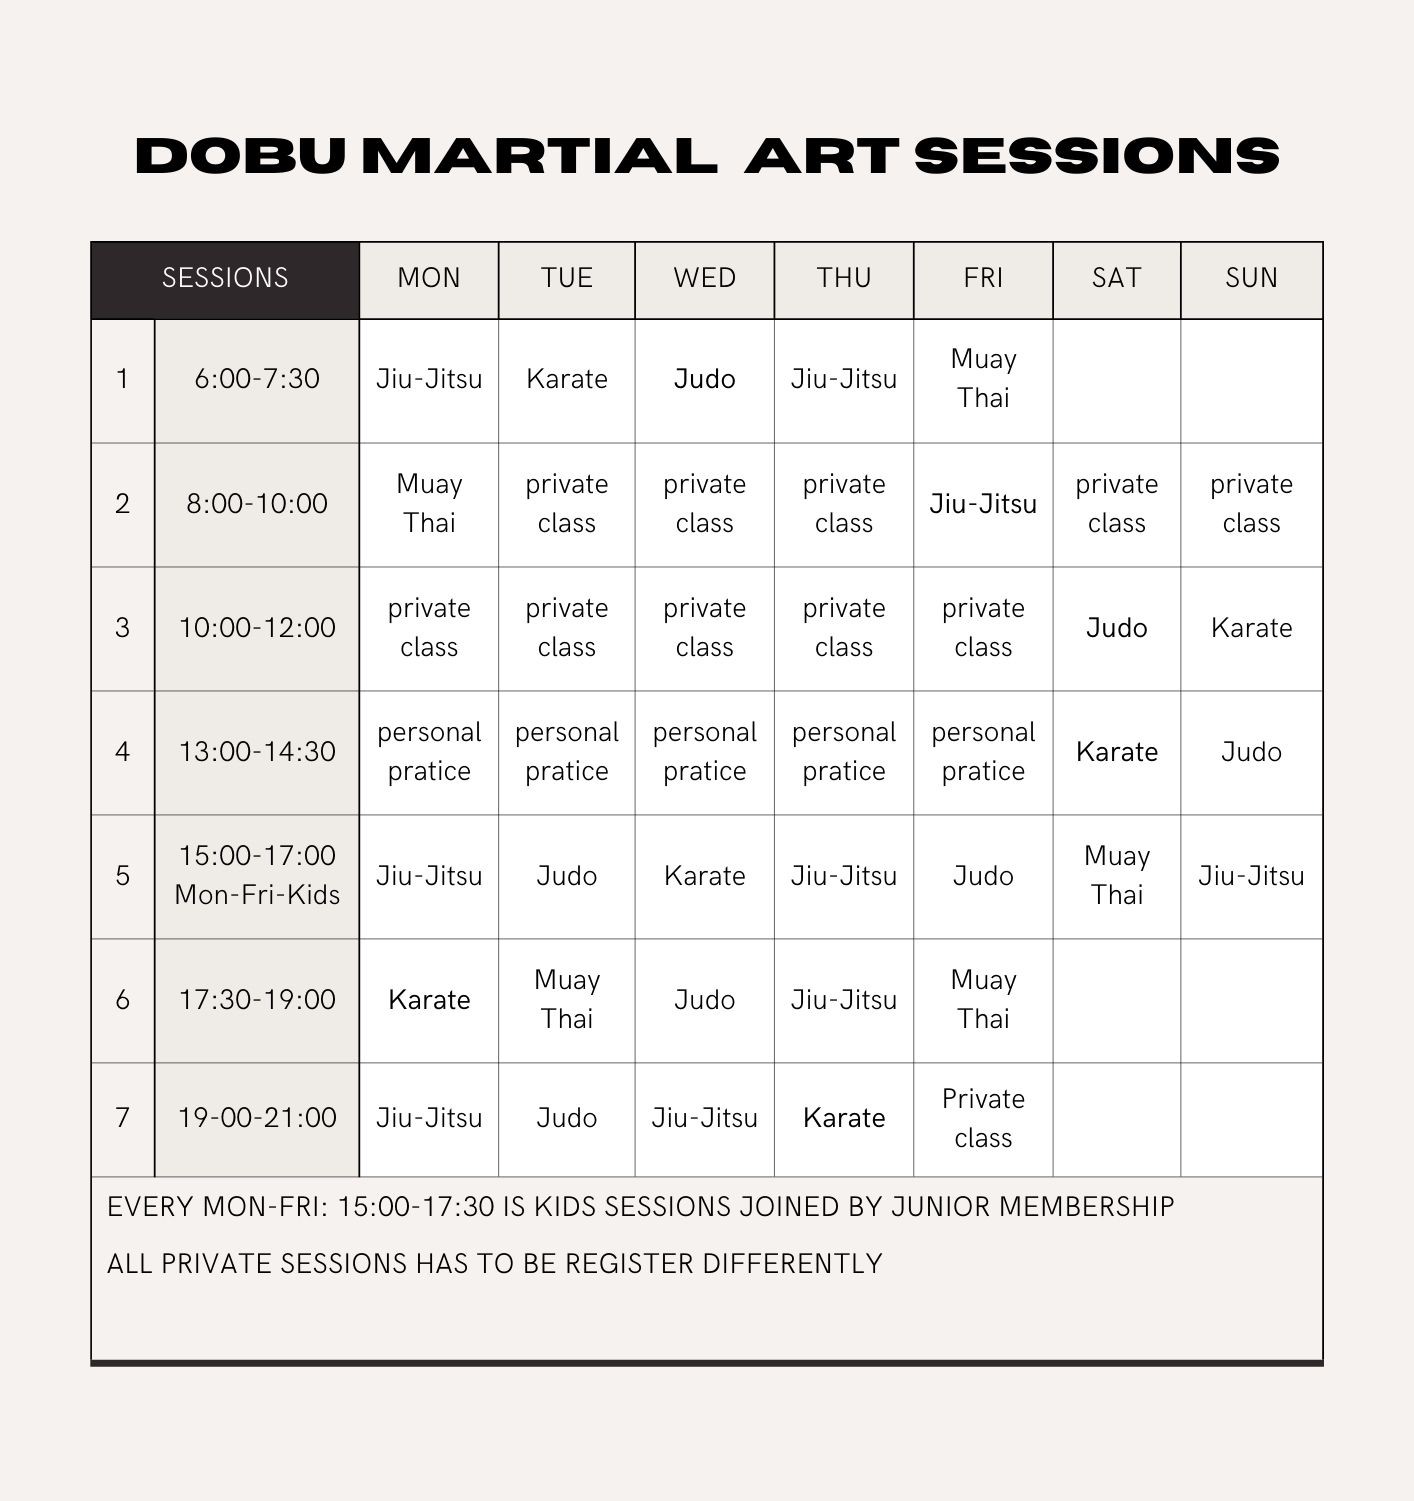 DOBU MARTIAL ART SESSIONS
SESSIONS MON TUE WED THU FRI SAT SUN
1 6:00-7:30 Jiu-Jitsu Karate Judo Jiu-Jitsu Muay Thai
2 8:00-10:00 Muay Thai private class private class private class Jiu-Jitsu private class private class
3 10:00-12:00 private class private class private class private class private class Judo Karate
4 13:00-14:30 personal pratice personal pratice personal pratice personal pratice personal pratice Karate Judo
5 15:00-17:00 Mon-Fri-Kids Jiu-Jitsu Judo Karate Jiu-Jitsu Judo Muay Thai Jiu-Jitsu
6 17:30-19:00 Karate Muay Thai Judo Jiu-Jitsu Muay Thai
7 19-00-21:00 Jiu-Jitsu Judo Jiu-Jitsu Karate Private class
EVERY MON-FRI: 15:00-17:30 IS KIDS SESSIONS JOINED BY JUNIOR MEMBERSHIP
ALL PRIVATE SESSIONS HAS TO BE REGISTER DIFFERENTLY